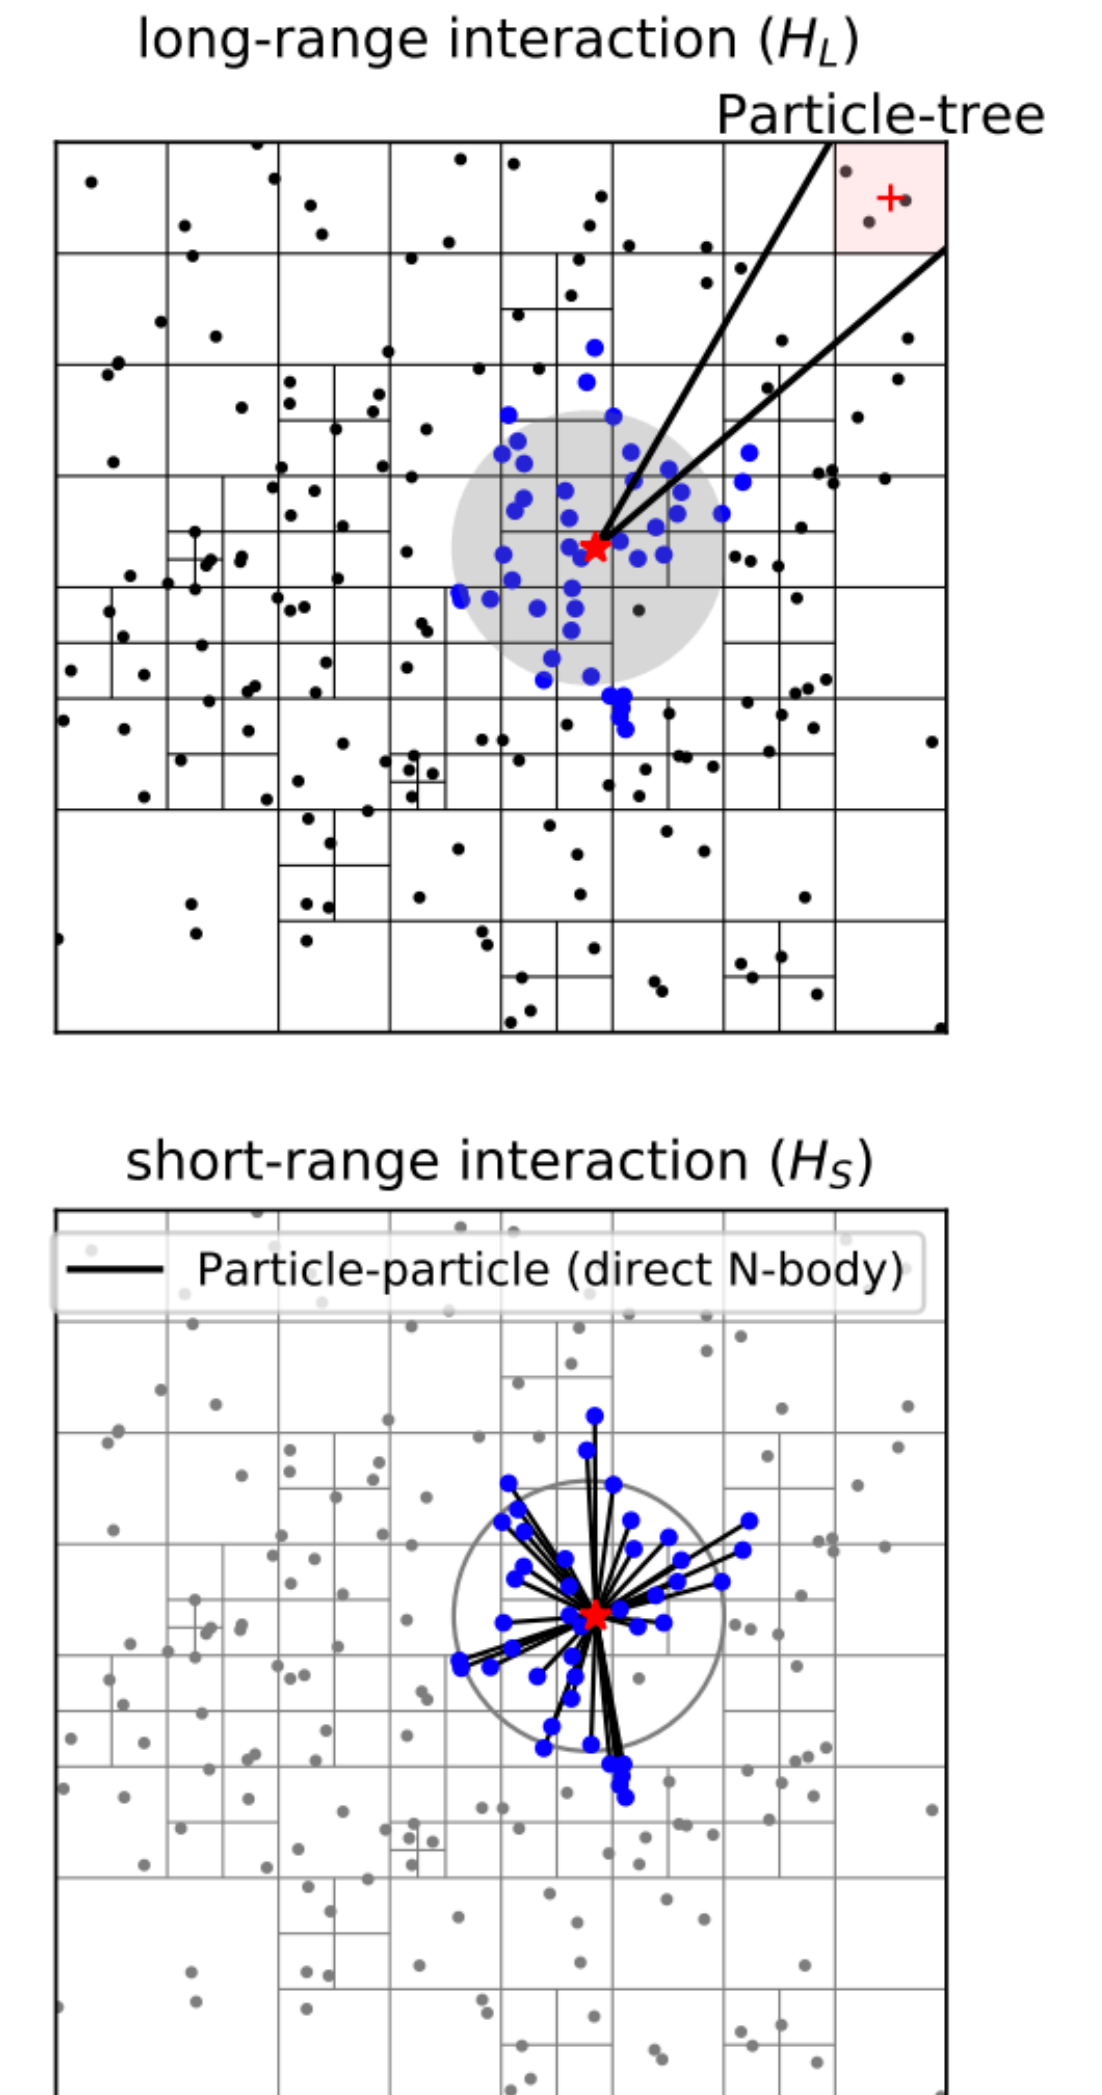 long-range interaction (H_L)
Particle-tree
short-range interaction (H_S)
Particle-particle (direct N-body)